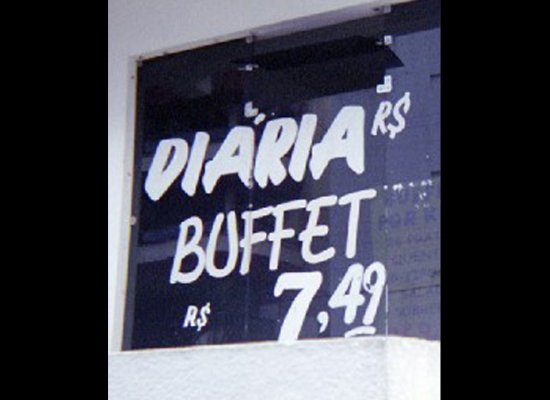 DIÁRIA R$
BUFFET
R$ 7,49